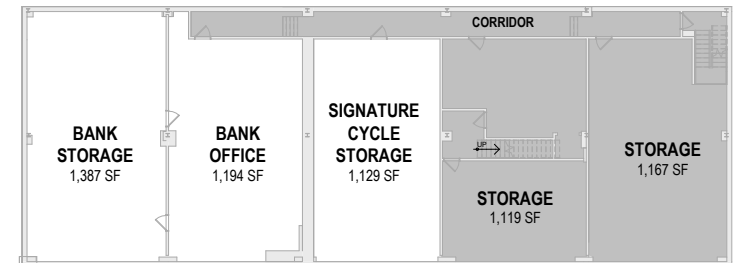 CORRIDOR
BANK
STORAGE
1,387 SF
BANK
OFFICE
1,194 SF
SIGNATURE
CYCLE
STORAGE
1,129 SF
UP
STORAGE
1,119 SF
STORAGE
1,167 SF